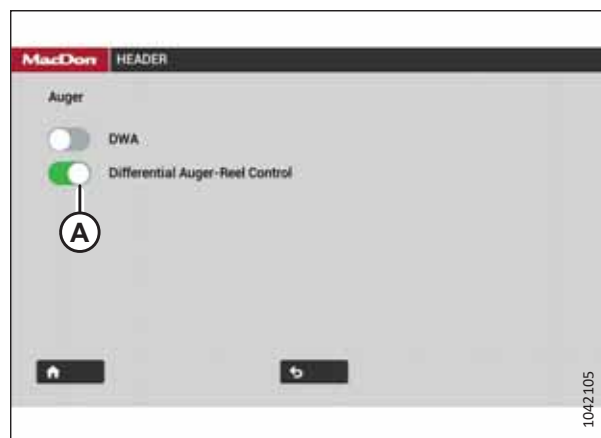 MacDon HEADER
Auger
DWA
Differential Auger-Reel Control
A
1042105